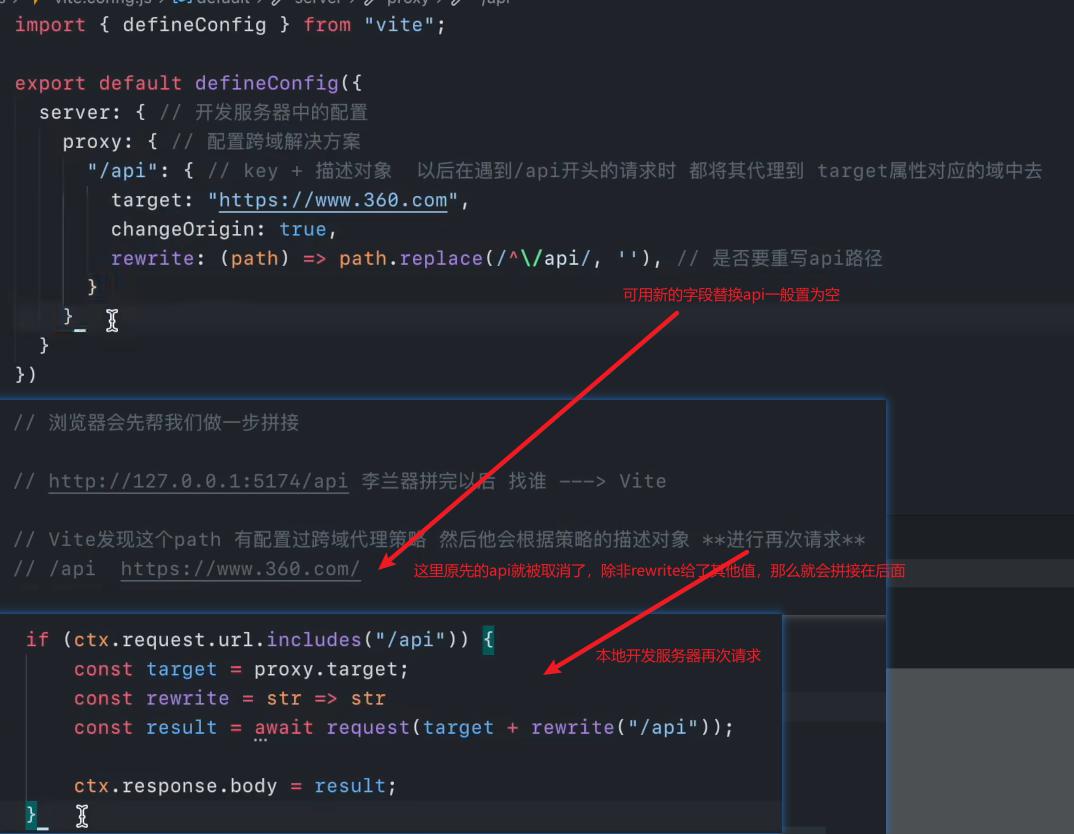 vite.config.js > default > server > proxy > "/api"
import { defineConfig } from "vite";
export default defineConfig({
server: { // 开发服务器中的配置
proxy: { // 配置跨域解决方案
"/api": { // key + 描述对象 以后在遇到/api开头的请求时 都将其代理到 target属性对应的域中去
target: "https://www.360.com",
changeOrigin: true,
rewrite: (path) => path.replace(/^\/api/, ''), // 是否要重写api路径
}
可用新的字段替换api一般置为空
}
}
})
// 浏览器会先帮我们做一步拼接
// http://127.0.0.1:5174/api 李兰器拼完以后 找谁 ---> Vite
// Vite发现这个path 有配置过跨域代理策略 然后他会根据策略的描述对象 **进行再次请求**
// /api https://www.360.com/
这里原先的api就被取消了，除非rewrite给了其他值，那么就会拼接在后面
if (ctx.request.url.includes("/api")) {
本地开发服务器再次请求
const target = proxy.target;
const rewrite = str => str
const result = await request(target + rewrite("/api"));
ctx.response.body = result;
}